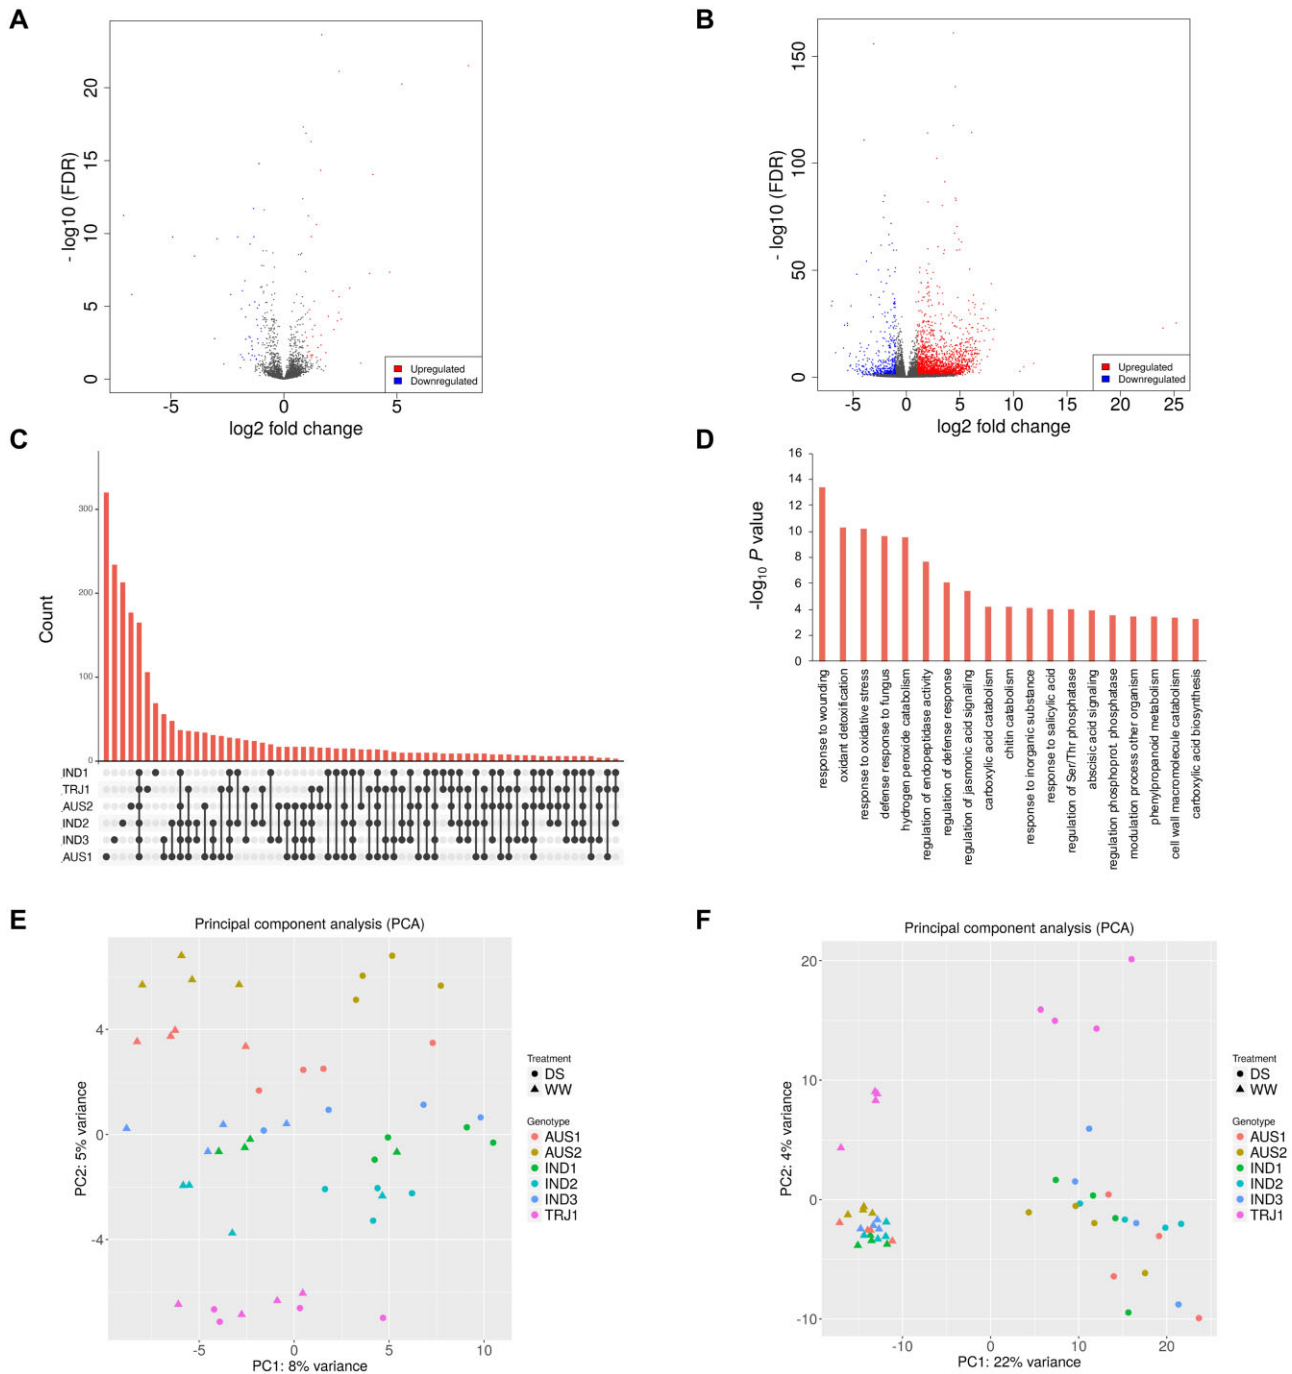 A
- log10 (FDR)
20
15
10
5
0
-5
0
5
log2 fold change
Upregulated
Downregulated
B
- log10 (FDR)
150
100
50
0
-5
0
5
10
15
20
25
log2 fold change
Upregulated
Downregulated
C
Count
300
200
100
0
IND1
TRJ1
AUS2
IND2
IND3
AUS1
D
-log10 P value
16
14
12
10
8
6
4
2
0
response to wounding
oxidant detoxification
response to oxidative stress
defense response to fungus
hydrogen peroxide catabolism
regulation of endopeptidase activity
regulation of defense response
regulation of jasmonic acid signaling
carboxylic acid catabolism
chitin catabolism
response to inorganic substance
response to salicylic acid
regulation of Ser/Thr phosphatase
abscisic acid signaling
regulation phosphoprot. phosphatase
modulation process other organism
phenylpropanoid metabolism
cell wall macromolecule catabolism
carboxylic acid biosynthesis
E
Principal component analysis (PCA)
PC2: 5% variance
4
0
-4
-5
0
5
10
PC1: 8% variance
Treatment
DS
WW
Genotype
AUS1
AUS2
IND1
IND2
IND3
TRJ1
F
Principal component analysis (PCA)
PC2: 4% variance
20
10
0
-10
-10
0
10
20
PC1: 22% variance
Treatment
DS
WW
Genotype
AUS1
AUS2
IND1
IND2
IND3
TRJ1